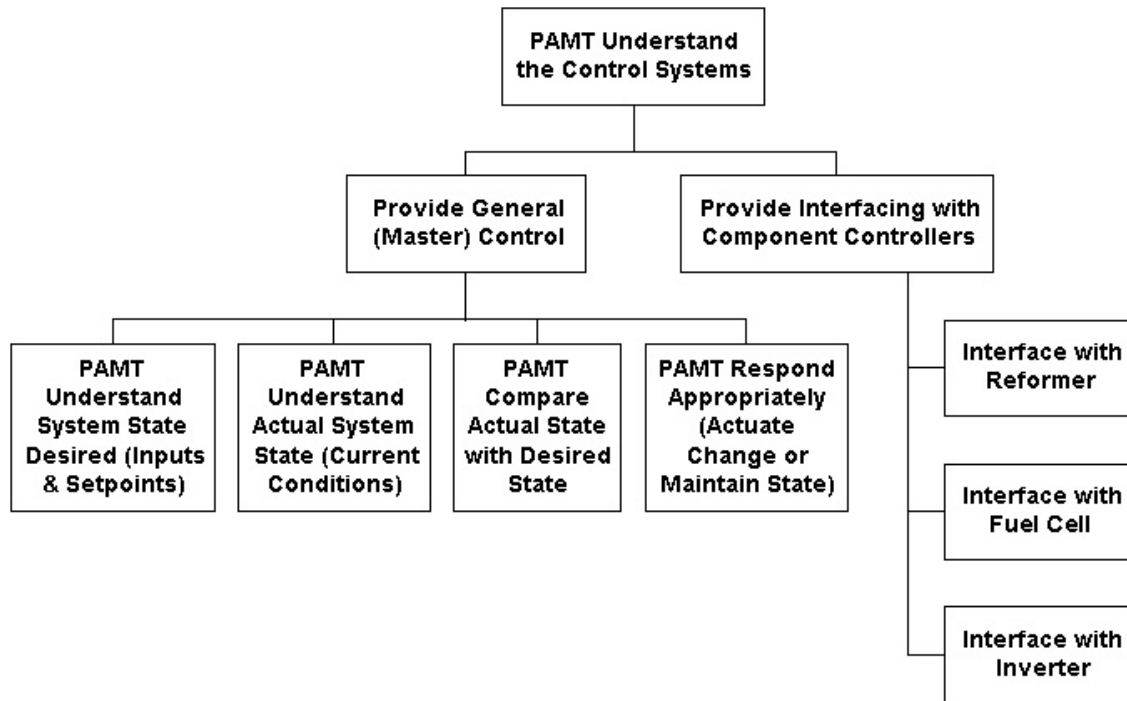 PAMT Understand
the Control Systems
Provide General
(Master) Control
Provide Interfacing with
Component Controllers
PAMT
Understand
System State
Desired (Inputs
& Setpoints)
PAMT
Understand
Actual System
State (Current
Conditions)
PAMT
Compare
Actual State
with Desired
State
PAMT Respond
Appropriately
(Actuate
Change or
Maintain State)
Interface with
Reformer
Interface with
Fuel Cell
Interface with
Inverter